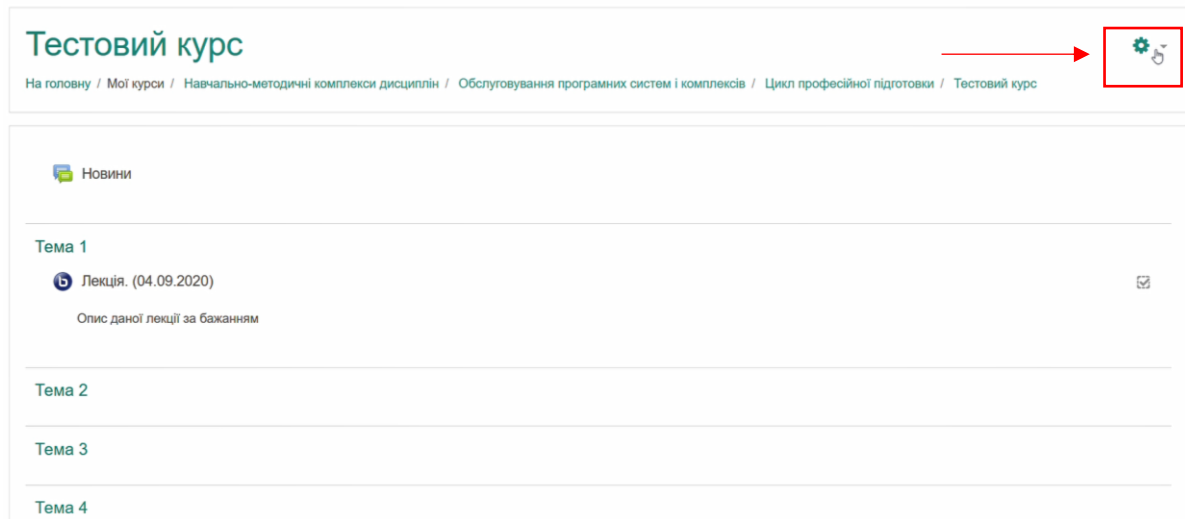 Тестовий курс
На головну / Мої курси / Навчально-методичні комплекси дисциплін / Обслуговування програмних систем і комплексів / Цикл професійної підготовки / Тестовий курс
Новини
Тема 1
Лекція. (04.09.2020)
Опис даної лекції за бажанням
Тема 2
Тема 3
Тема 4